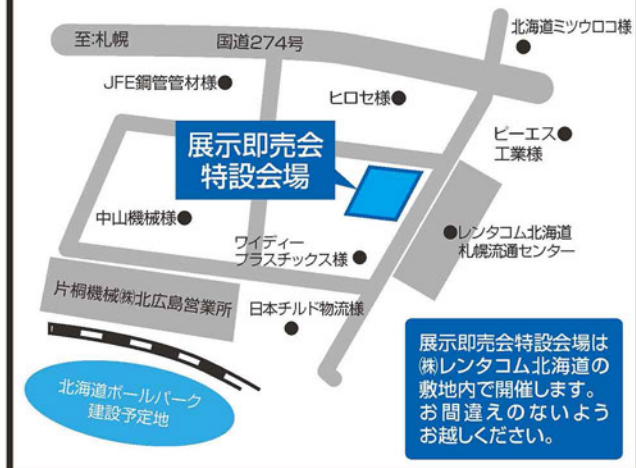 北海道ミツウロコ様
至:札幌
国道274号
JFE鋼管管材様
ヒロセ様
ピーエス
工業様
展示即売会
特設会場
中山機械様
ワイディー
プラスチックス様
レンタコム北海道
札幌流通センター
片桐機械㈱北広島営業所
日本チルド物流様
北海道ボールパーク
建設予定地
展示即売会特設会場は
㈱レンタコム北海道の
敷地内で開催します。
お間違えのないよう
お越しください。